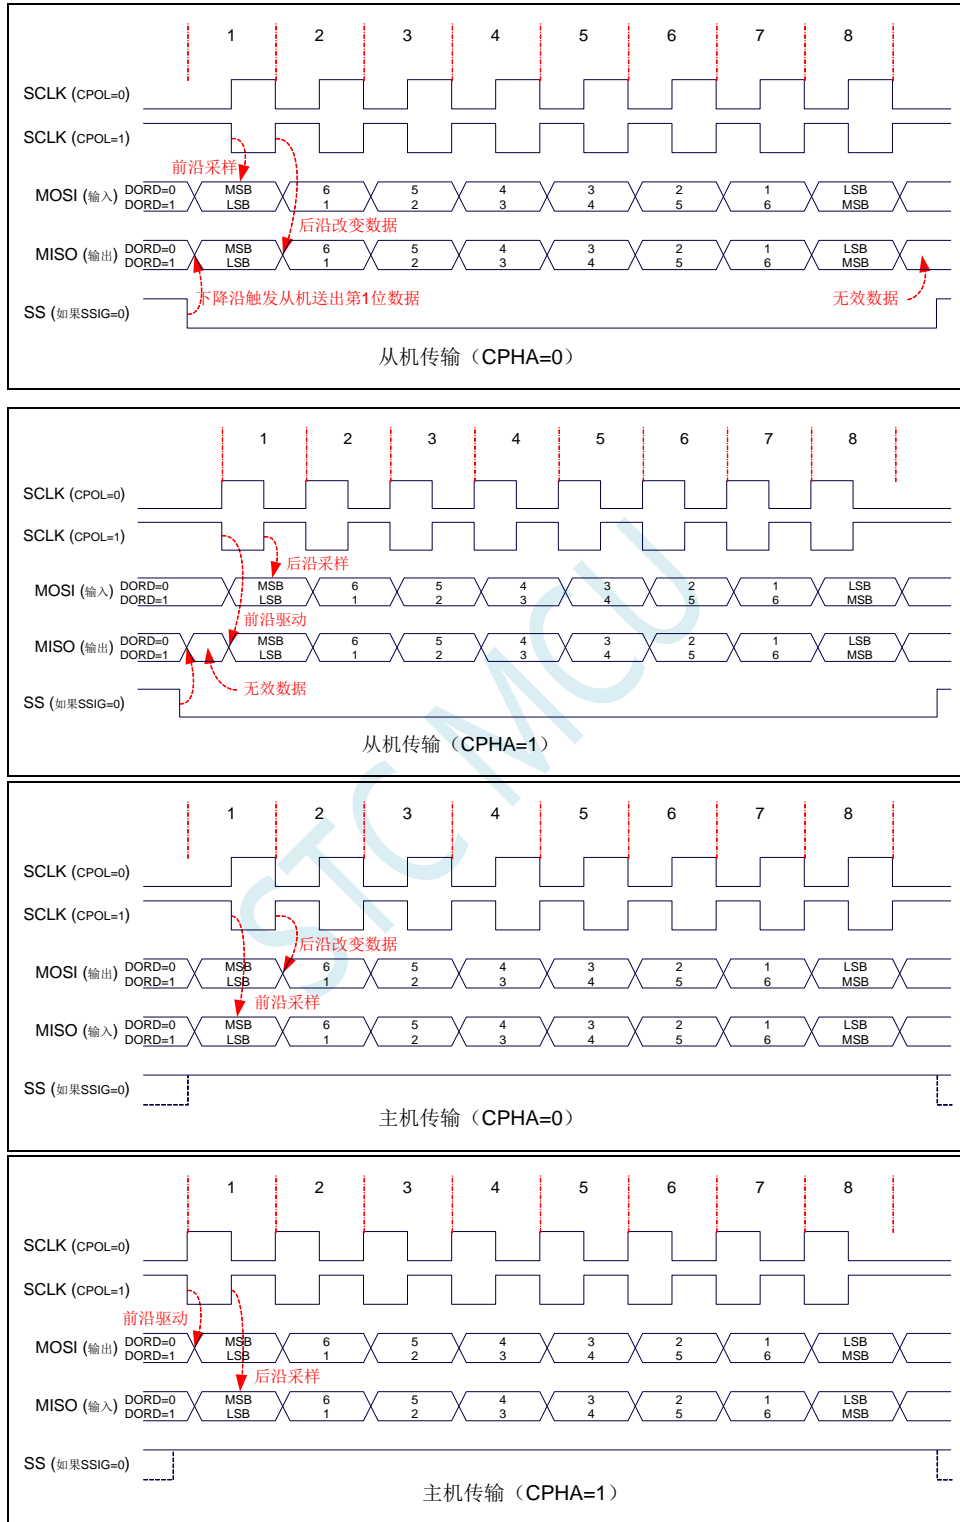 1 2 3 4 5 6 7 8
SCLK (CPOL=0)
SCLK (CPOL=1)
前沿采样
MOSI (输入) DORD=0 MSB 6 5 4 3 2 1 LSB
DORD=1 LSB 1 2 3 4 5 6 MSB
后沿改变数据
MISO (输出) DORD=0 MSB 6 5 4 3 2 1 LSB
DORD=1 LSB 1 2 3 4 5 6 MSB
下降沿触发从机送出第1位数据 无效数据
SS (如果SSIG=0)
从机传输（CPHA=0）
1 2 3 4 5 6 7 8
SCLK (CPOL=0)
SCLK (CPOL=1)
后沿采样
MOSI (输入) DORD=0 MSB 6 5 4 3 2 1 LSB
DORD=1 LSB 1 2 3 4 5 6 MSB
前沿驱动
MISO (输出) DORD=0 MSB 6 5 4 3 2 1 LSB
DORD=1 LSB 1 2 3 4 5 6 MSB
无效数据
SS (如果SSIG=0)
从机传输（CPHA=1）
STC MCU
1 2 3 4 5 6 7 8
SCLK (CPOL=0)
SCLK (CPOL=1)
后沿改变数据
MOSI (输出) DORD=0 MSB 6 5 4 3 2 1 LSB
DORD=1 LSB 1 2 3 4 5 6 MSB
前沿采样
MISO (输入) DORD=0 MSB 6 5 4 3 2 1 LSB
DORD=1 LSB 1 2 3 4 5 6 MSB
SS (如果SSIG=0)
主机传输（CPHA=0）
1 2 3 4 5 6 7 8
SCLK (CPOL=0)
SCLK (CPOL=1)
前沿驱动
MOSI (输出) DORD=0 MSB 6 5 4 3 2 1 LSB
DORD=1 LSB 1 2 3 4 5 6 MSB
后沿采样
MISO (输入) DORD=0 MSB 6 5 4 3 2 1 LSB
DORD=1 LSB 1 2 3 4 5 6 MSB
SS (如果SSIG=0)
主机传输（CPHA=1）